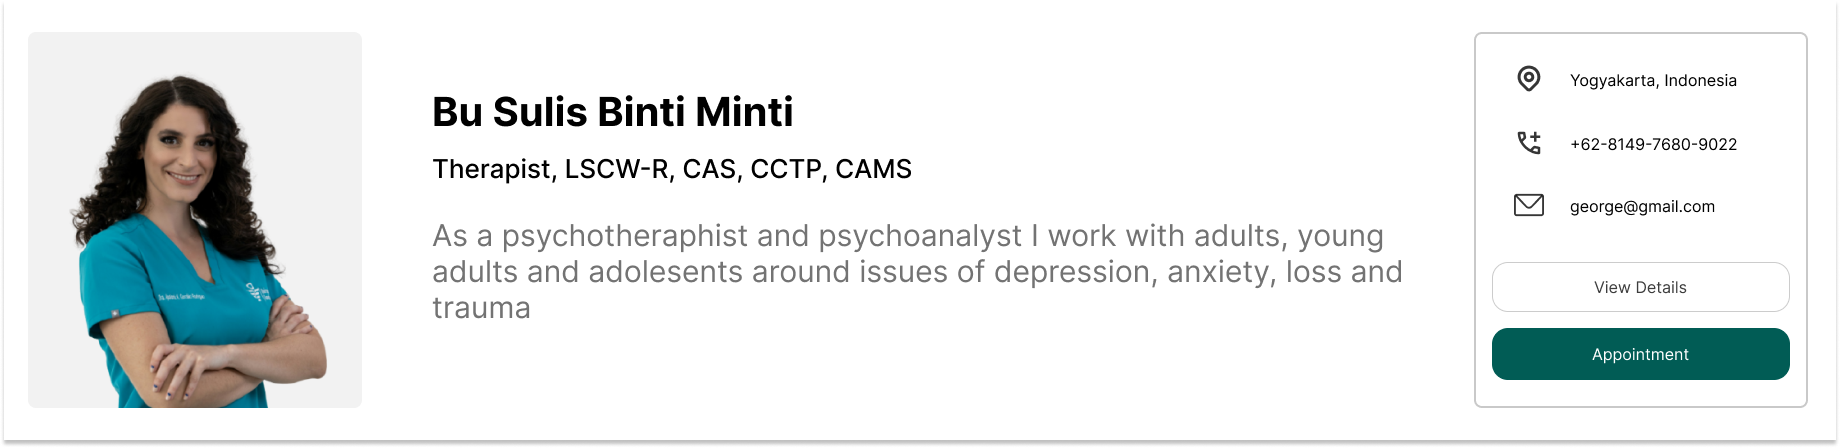 Bu Sulis Binti Minti
Therapist, LSCW-R, CAS, CCTP, CAMS
As a psychotheraphist and psychoanalyst I work with adults, young
adults and adolesents around issues of depression, anxiety, loss and
trauma
Yogyakarta, Indonesia
+62-8149-7680-9022
george@gmail.com
View Details
Appointment